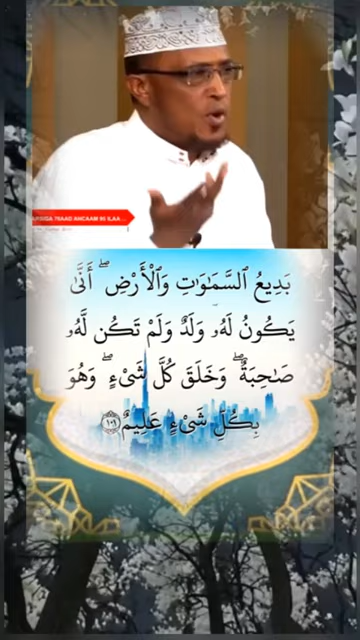 بَدِيعُ ٱلسَّمَـٰوَٰتِ وَٱلْأَرْضِ ۖ أَنَّىٰ
يَكُونُ لَهُۥ وَلَدٌ وَلَمْ تَكُن لَّهُۥ
صَـٰحِبَةٌ ۖ وَخَلَقَ كُلَّ شَىْءٍ ۖ وَهُوَ
بِكُلِّ شَىْءٍ عَلِيمٌ ١٠١